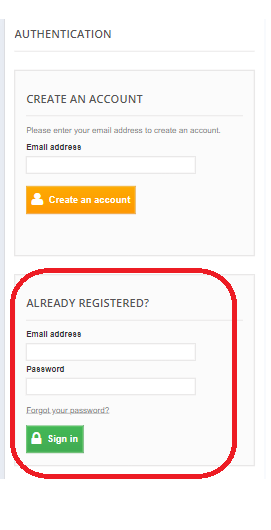 AUTHENTICATION
CREATE AN ACCOUNT
Please enter your email address to create an account.
Email address
Create an account
ALREADY REGISTERED?
Email address
Password
Forgot your password?
Sign in